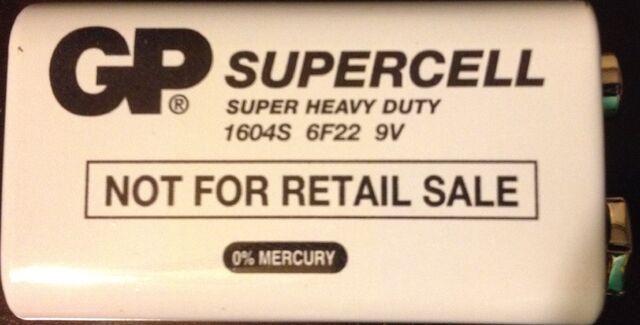 GP® SUPERCELL
SUPER HEAVY DUTY
1604S 6F22 9V
NOT FOR RETAIL SALE
0% MERCURY